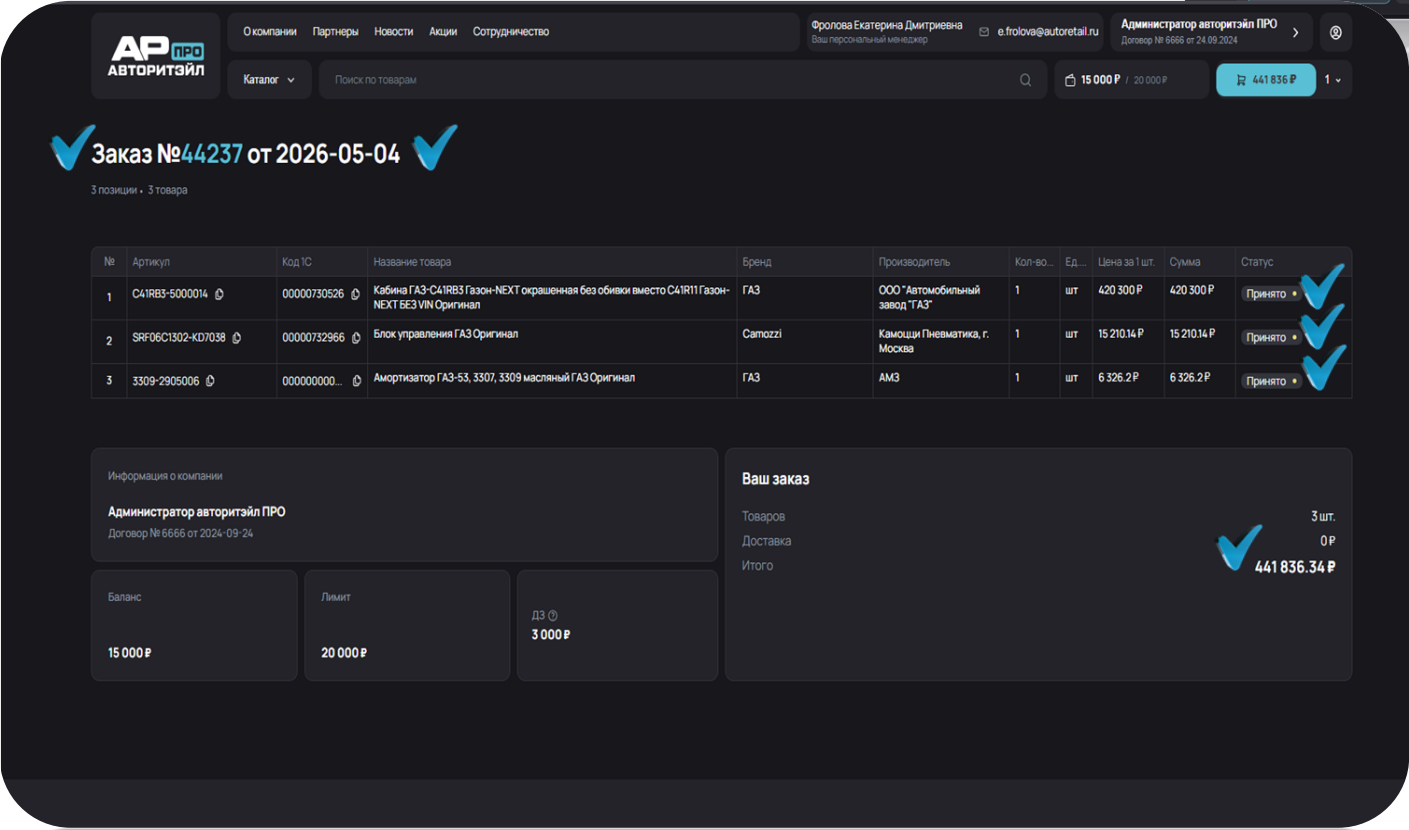 АР ПРО
АВТОРИТЭЙЛ
О компании Партнеры Новости Акции Сотрудничество
Фролова Екатерина Дмитриевна
Ваш персональный менеджер
e.frolova@autoretail.ru
Администратор авторитэйл ПРО
Договор № 6666 от 24.09.2024
Каталог
Поиск по товарам
15 000 ₽ / 20 000 ₽
441 836 ₽
1
Заказ №44237 от 2026-05-04
3 позиции • 3 товара
№ Артикул Код 1С Название товара Бренд Производитель Кол-во... Ед... Цена за 1 шт. Сумма Статус
1 C41RB3-5000014 00000730526 Кабина ГАЗ-C41RB3 Газон-NEXT окрашенная без обивки вместо C41R11 Газон- ГАЗ ООО "Автомобильный 1 шт 420 300 ₽ 420 300 ₽ Принято
NEXT БЕЗ VIN Оригинал завод "ГАЗ"
2 SRF06C1302-KD7038 00000732966 Блок управления ГАЗ Оригинал Camozzi Камоцци Пневматика, г. 1 шт 15 210.14 ₽ 15 210.14 ₽ Принято
Москва
3 3309-2905006 000000000... Амортизатор ГАЗ-53, 3307, 3309 масляный ГАЗ Оригинал ГАЗ АМЗ 1 шт 6 326.2 ₽ 6 326.2 ₽ Принято
Информация о компании
Администратор авторитэйл ПРО
Договор № 6666 от 2024-09-24
Баланс
15 000 ₽
Лимит
20 000 ₽
ДЗ
3 000 ₽
Ваш заказ
Товаров 3 шт.
Доставка 0 ₽
Итого 441 836.34 ₽